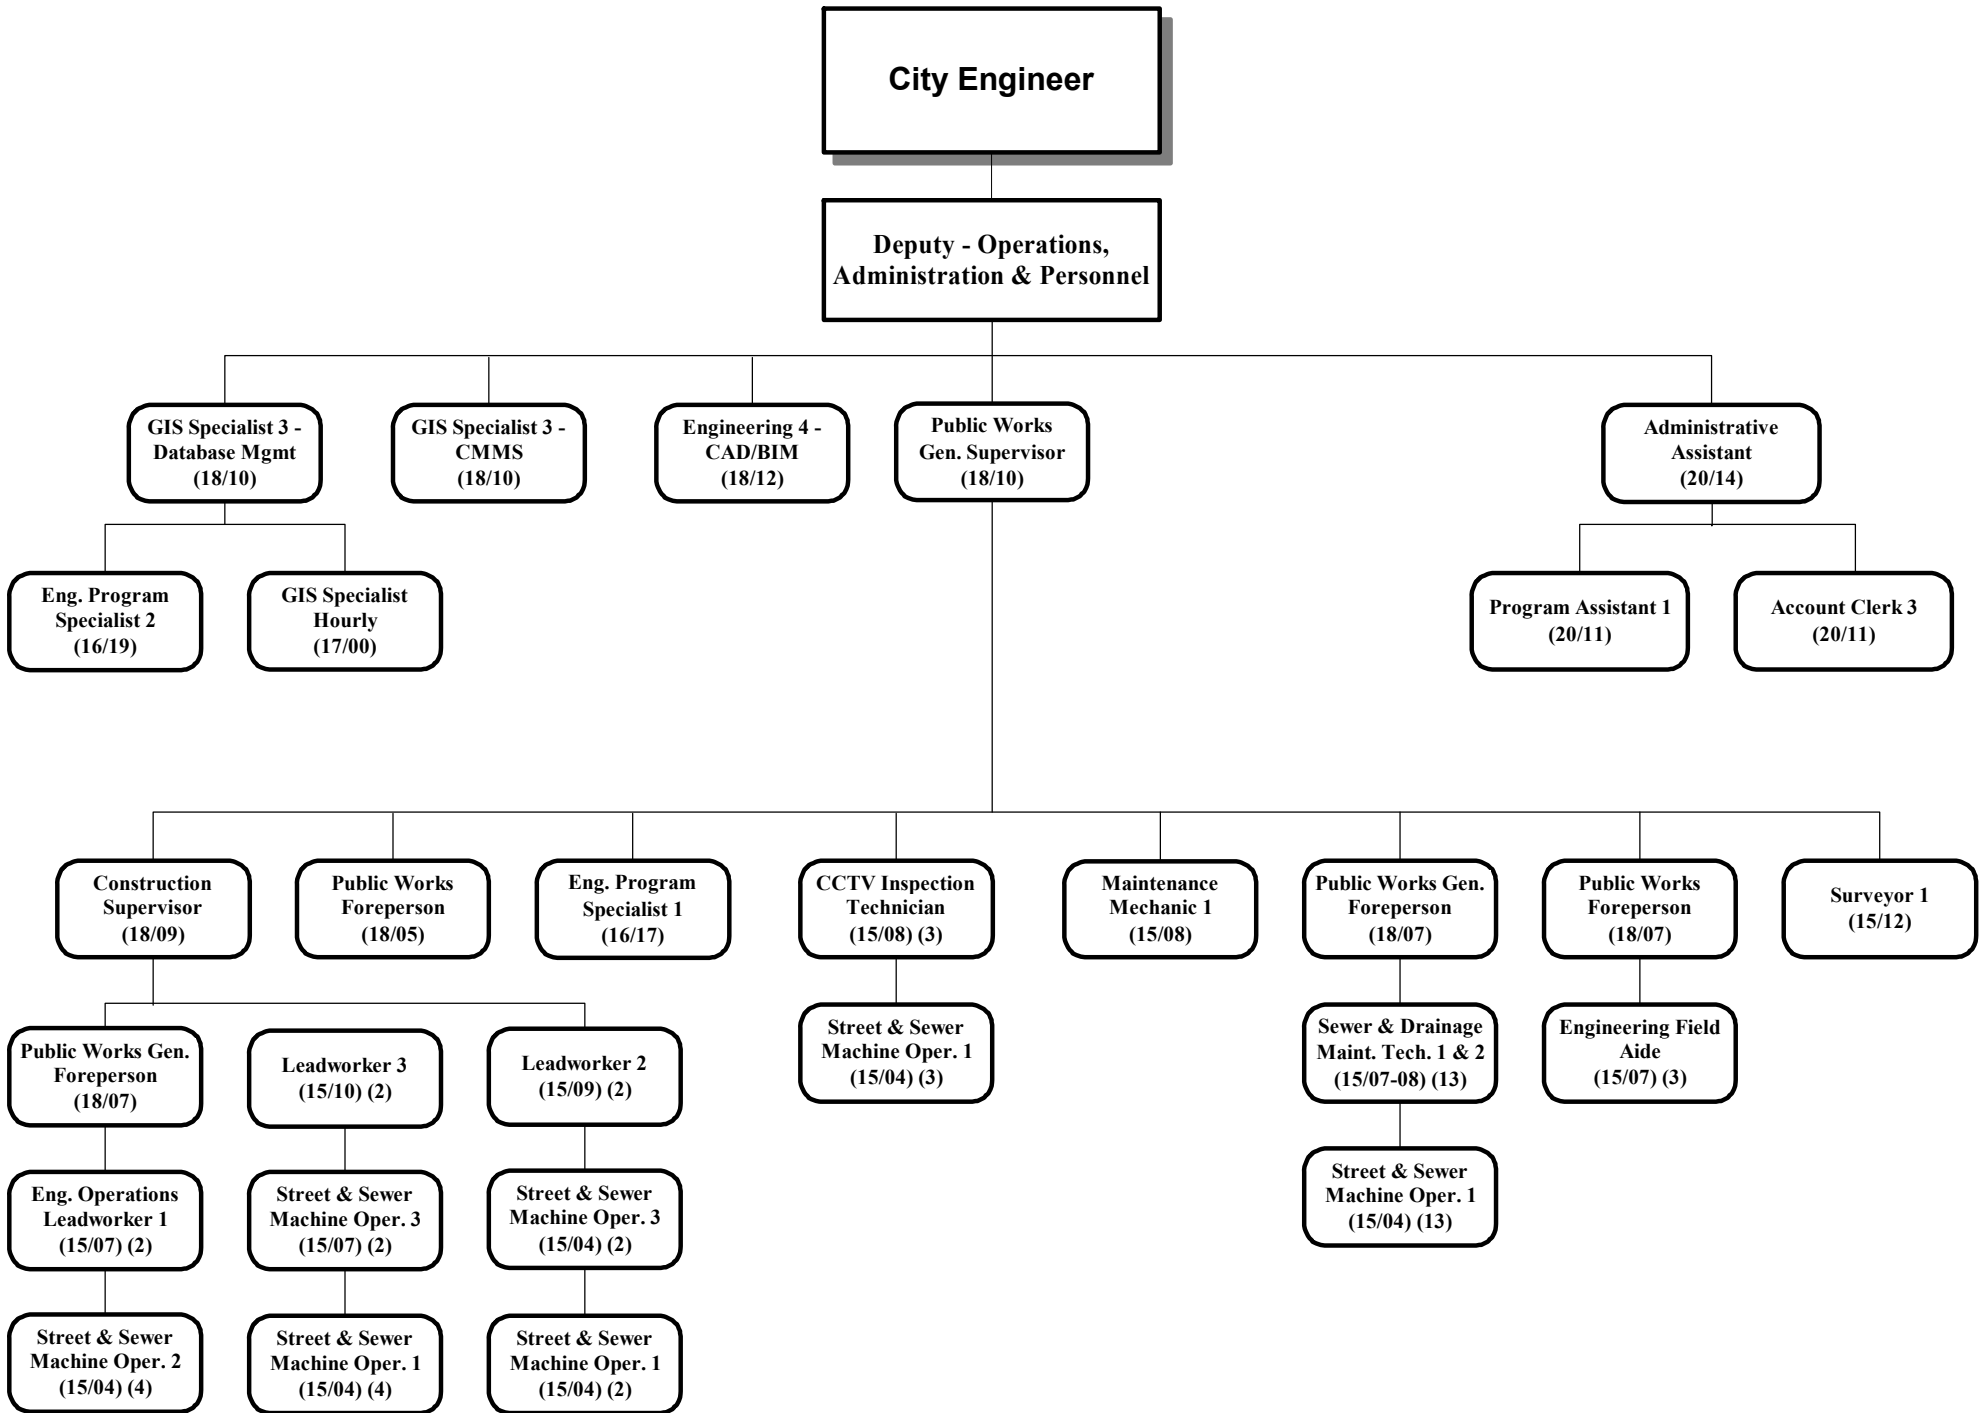 City Engineer
Deputy - Operations,
Administration & Personnel
GIS Specialist 3 -
Database Mgmt
(18/10)
GIS Specialist 3 -
CMMS
(18/10)
Engineering 4 -
CAD/BIM
(18/12)
Public Works
Gen. Supervisor
(18/10)
Administrative
Assistant
(20/14)
Eng. Program
Specialist 2
(16/19)
GIS Specialist
Hourly
(17/00)
Program Assistant 1
(20/11)
Account Clerk 3
(20/11)
Construction
Supervisor
(18/09)
Public Works
Foreperson
(18/05)
Eng. Program
Specialist 1
(16/17)
CCTV Inspection
Technician
(15/08) (3)
Maintenance
Mechanic 1
(15/08)
Public Works Gen.
Foreperson
(18/07)
Public Works
Foreperson
(18/07)
Surveyor 1
(15/12)
Public Works Gen.
Foreperson
(18/07)
Leadworker 3
(15/10) (2)
Leadworker 2
(15/09) (2)
Street & Sewer
Machine Oper. 1
(15/04) (3)
Sewer & Drainage
Maint. Tech. 1 & 2
(15/07-08) (13)
Engineering Field
Aide
(15/07) (3)
Eng. Operations
Leadworker 1
(15/07) (2)
Street & Sewer
Machine Oper. 3
(15/07) (2)
Street & Sewer
Machine Oper. 3
(15/04) (2)
Street & Sewer
Machine Oper. 1
(15/04) (13)
Street & Sewer
Machine Oper. 2
(15/04) (4)
Street & Sewer
Machine Oper. 1
(15/04) (4)
Street & Sewer
Machine Oper. 1
(15/04) (2)